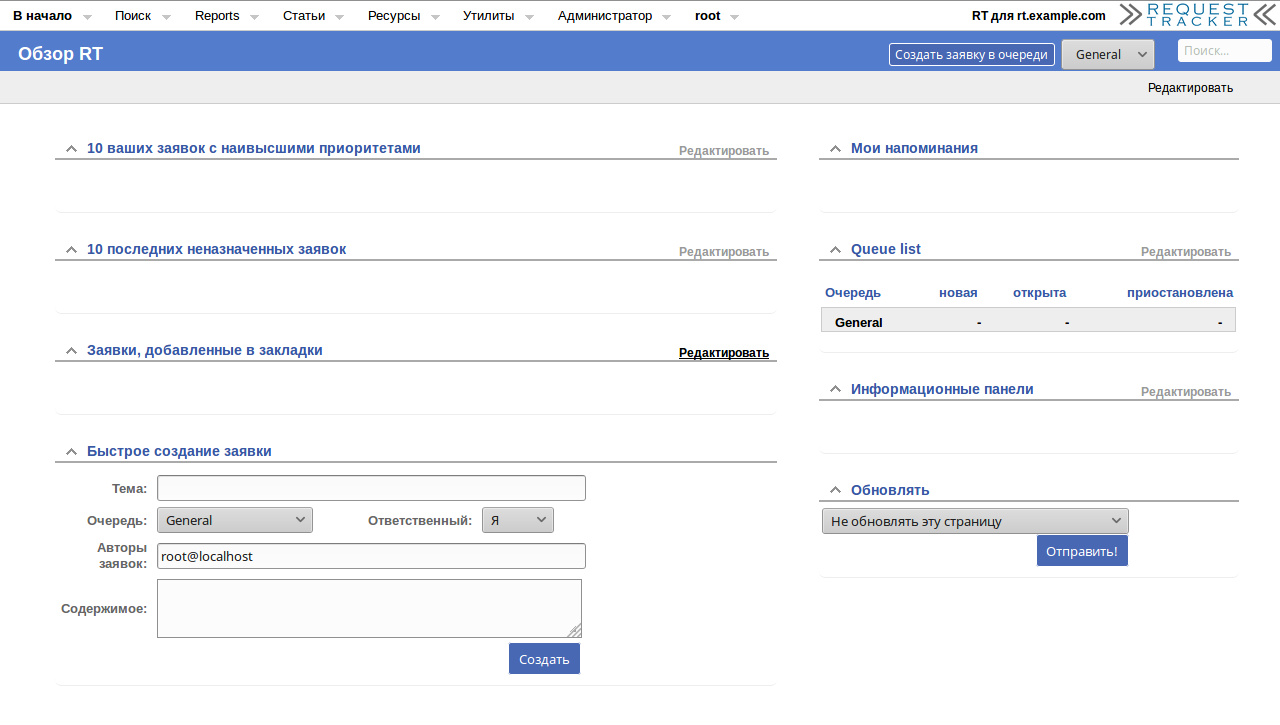 В начало Поиск Reports Статьи Ресурсы Утилиты Администратор root RT для rt.example.com REQUEST TRACKER
Обзор RT Создать заявку в очереди General Поиск...
Редактировать
10 ваших заявок с наивысшими приоритетами Редактировать
10 последних неназначенных заявок Редактировать
Заявки, добавленные в закладки Редактировать
Быстрое создание заявки
Тема:
Очередь: General Ответственный: Я
Авторы заявок: root@localhost
Содержимое:
Создать
Мои напоминания
Queue list Редактировать
Очередь новая открыта приостановлена
General - - -
Информационные панели Редактировать
Обновлять
Не обновлять эту страницу
Отправить!